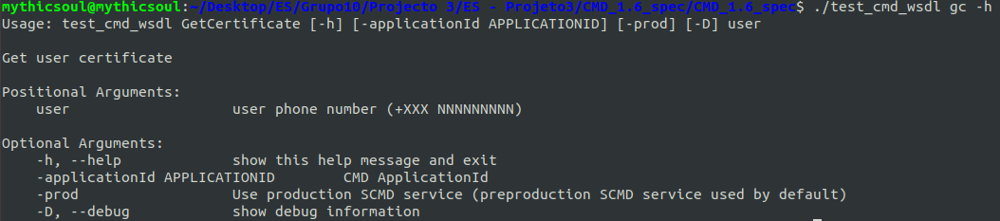 mythicsoul@mythicsoul:~/Desktop/ES/Grupo10/Projecto 3/ES - Projeto3/CMD_1.6_spec/CMD_1.6_spec$ ./test_cmd_wsdl gc -h
Usage: test_cmd_wsdl GetCertificate [-h] [-applicationId APPLICATIONID] [-prod] [-D] user
Get user certificate
Positional Arguments:
user user phone number (+XXX NNNNNNNNN)
Optional Arguments:
-h, --help show this help message and exit
-applicationId APPLICATIONID CMD ApplicationId
-prod Use production SCMD service (preproduction SCMD service used by default)
-D, --debug show debug information